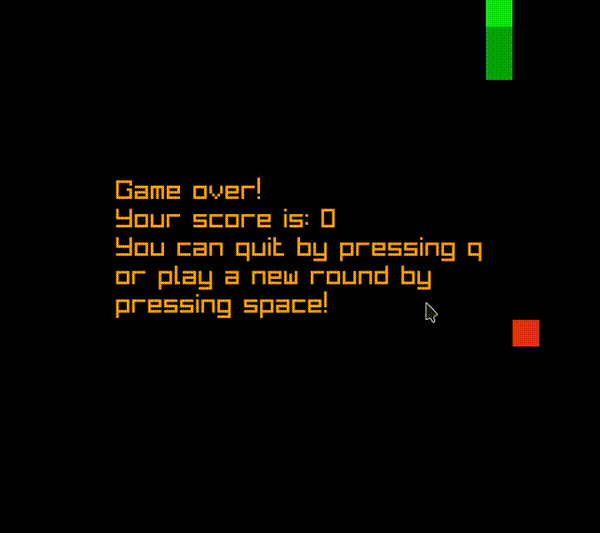 Game over!
Your score is: 0
You can quit by pressing q
or play a new round by
pressing space!